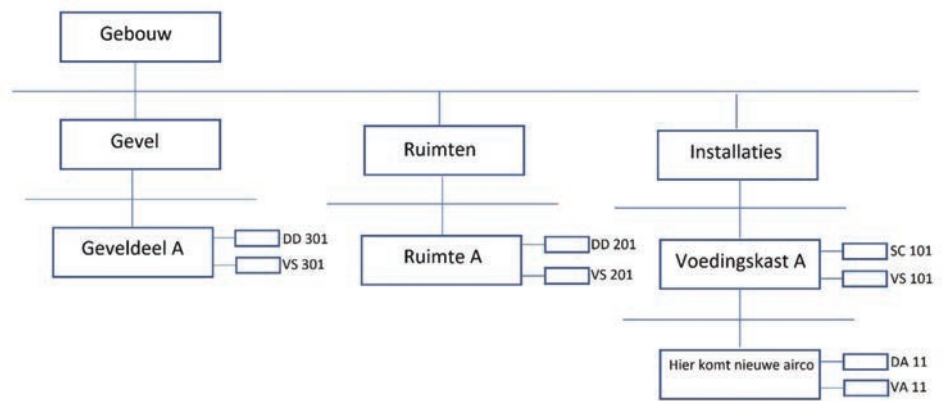 Gebouw
Gevel
Ruimten
Installaties
Geveldeel A
DD 301
VS 301
Ruimte A
DD 201
VS 201
Voedingskast A
SC 101
VS 101
Hier komt nieuwe airco
DA 11
VA 11